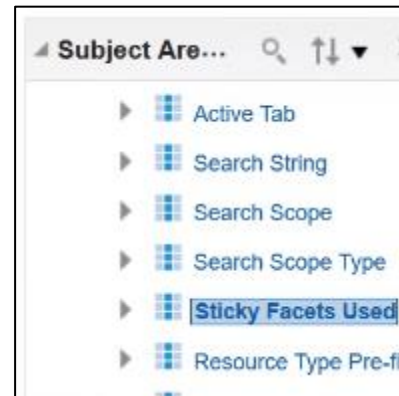 Subject Are...
Active Tab
Search String
Search Scope
Search Scope Type
Sticky Facets Used
Resource Type Pre-fi